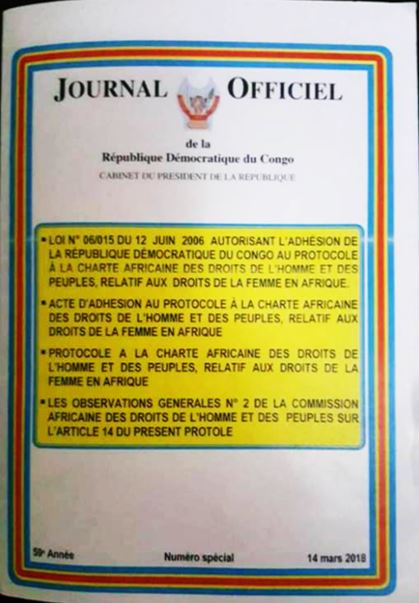 JOURNAL OFFICIEL
de la
République Démocratique du Congo
CABINET DU PRESIDENT DE LA REPUBLIQUE
▪ LOI N° 06/015 DU 12 JUIN 2006 AUTORISANT L'ADHÉSION DE
LA RÉPUBLIQUE DÉMOCRATIQUE DU CONGO AU PROTOCOLE
À LA CHARTE AFRICAINE DES DROITS DE L'HOMME ET DES
PEUPLES, RELATIF AUX DROITS DE LA FEMME EN AFRIQUE.
▪ ACTE D'ADHESION AU PROTOCOLE À LA CHARTE AFRICAINE
DES DROITS DE L'HOMME ET DES PEUPLES, RELATIF AUX
DROITS DE LA FEMME EN AFRIQUE
▪ PROTOCOLE A LA CHARTE AFRICAINE DES DROITS DE
L'HOMME ET DES PEUPLES, RELATIF AUX DROITS DE LA
FEMME EN AFRIQUE
▪ LES OBSERVATIONS GENERALES N° 2 DE LA COMMISSION
AFRICAINE DES DROITS DE L'HOMME ET DES PEUPLES SUR
L'ARTICLE 14 DU PRESENT PROTOLE
59e Année Numéro spécial 14 mars 2018